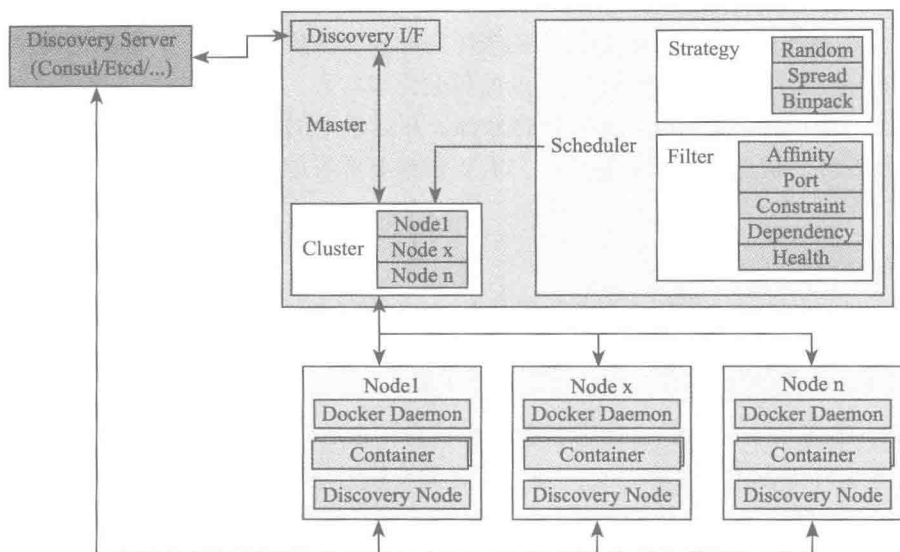 Discovery Server
(Consul/Etcd/...)
Discovery I/F
Master
Cluster
Node1
Node x
Node n
Scheduler
Strategy
Random
Spread
Binpack
Filter
Affinity
Port
Constraint
Dependency
Health
Node1
Docker Daemon
Container
Discovery Node
Node x
Docker Daemon
Container
Discovery Node
Node n
Docker Daemon
Container
Discovery Node